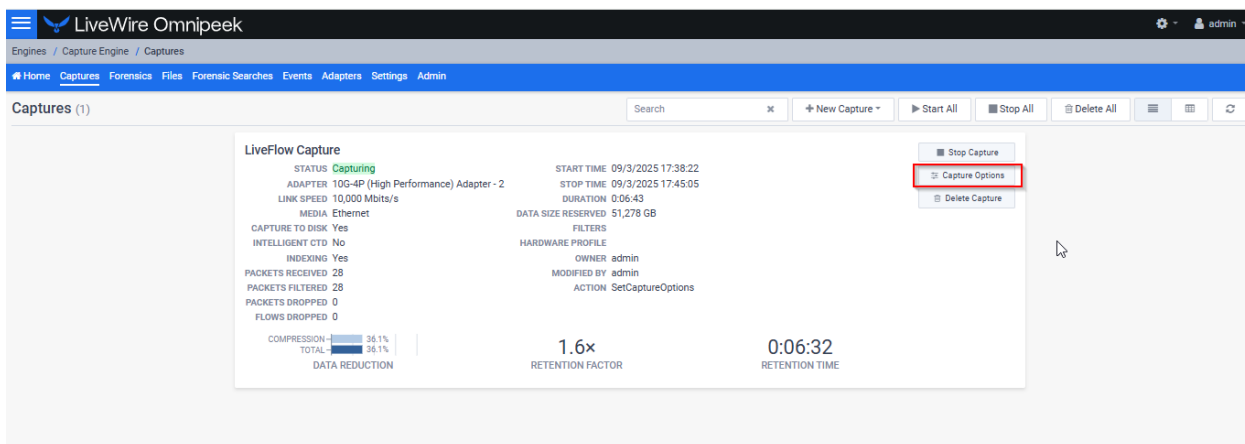 LiveWire Omnipeek
admin
Engines / Capture Engine / Captures
Home Captures Forensics Files Forensic Searches Events Adapters Settings Admin
Captures (1)
Search
+ New Capture
Start All
Stop All
Delete All
LiveFlow Capture
Stop Capture
Capture Options
Delete Capture
STATUS Capturing
ADAPTER 10G-4P (High Performance) Adapter - 2
LINK SPEED 10,000 Mbits/s
MEDIA Ethernet
CAPTURE TO DISK Yes
INTELLIGENT CTD No
INDEXING Yes
PACKETS RECEIVED 28
PACKETS FILTERED 28
PACKETS DROPPED 0
FLOWS DROPPED 0
START TIME 09/3/2025 17:38:22
STOP TIME 09/3/2025 17:45:05
DURATION 0:06:43
DATA SIZE RESERVED 51,278 GB
FILTERS
HARDWARE PROFILE
OWNER admin
MODIFIED BY admin
ACTION SetCaptureOptions
COMPRESSION 36.1%
TOTAL 36.1%
DATA REDUCTION
1.6×
RETENTION FACTOR
0:06:32
RETENTION TIME